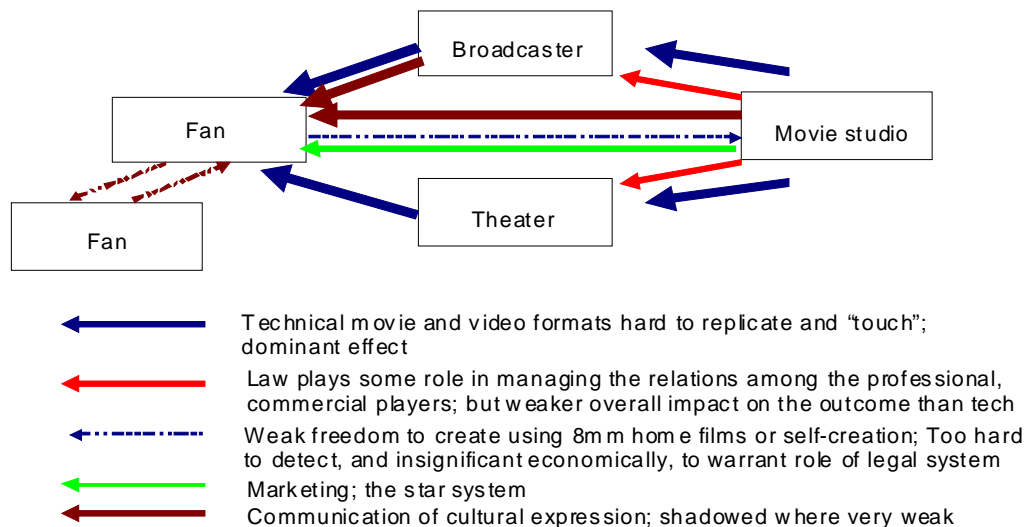 Broadcaster
Fan
Movie studio
Theater
Fan
Technical movie and video formats hard to replicate and “touch”;
dominant effect
Law plays some role in managing the relations among the professional,
commercial players; but weaker overall impact on the outcome than tech
Weak freedom to create using 8mm home films or self-creation; Too hard
to detect, and insignificant economically, to warrant role of legal system
Marketing; the star system
Communication of cultural expression; shadowed where very weak